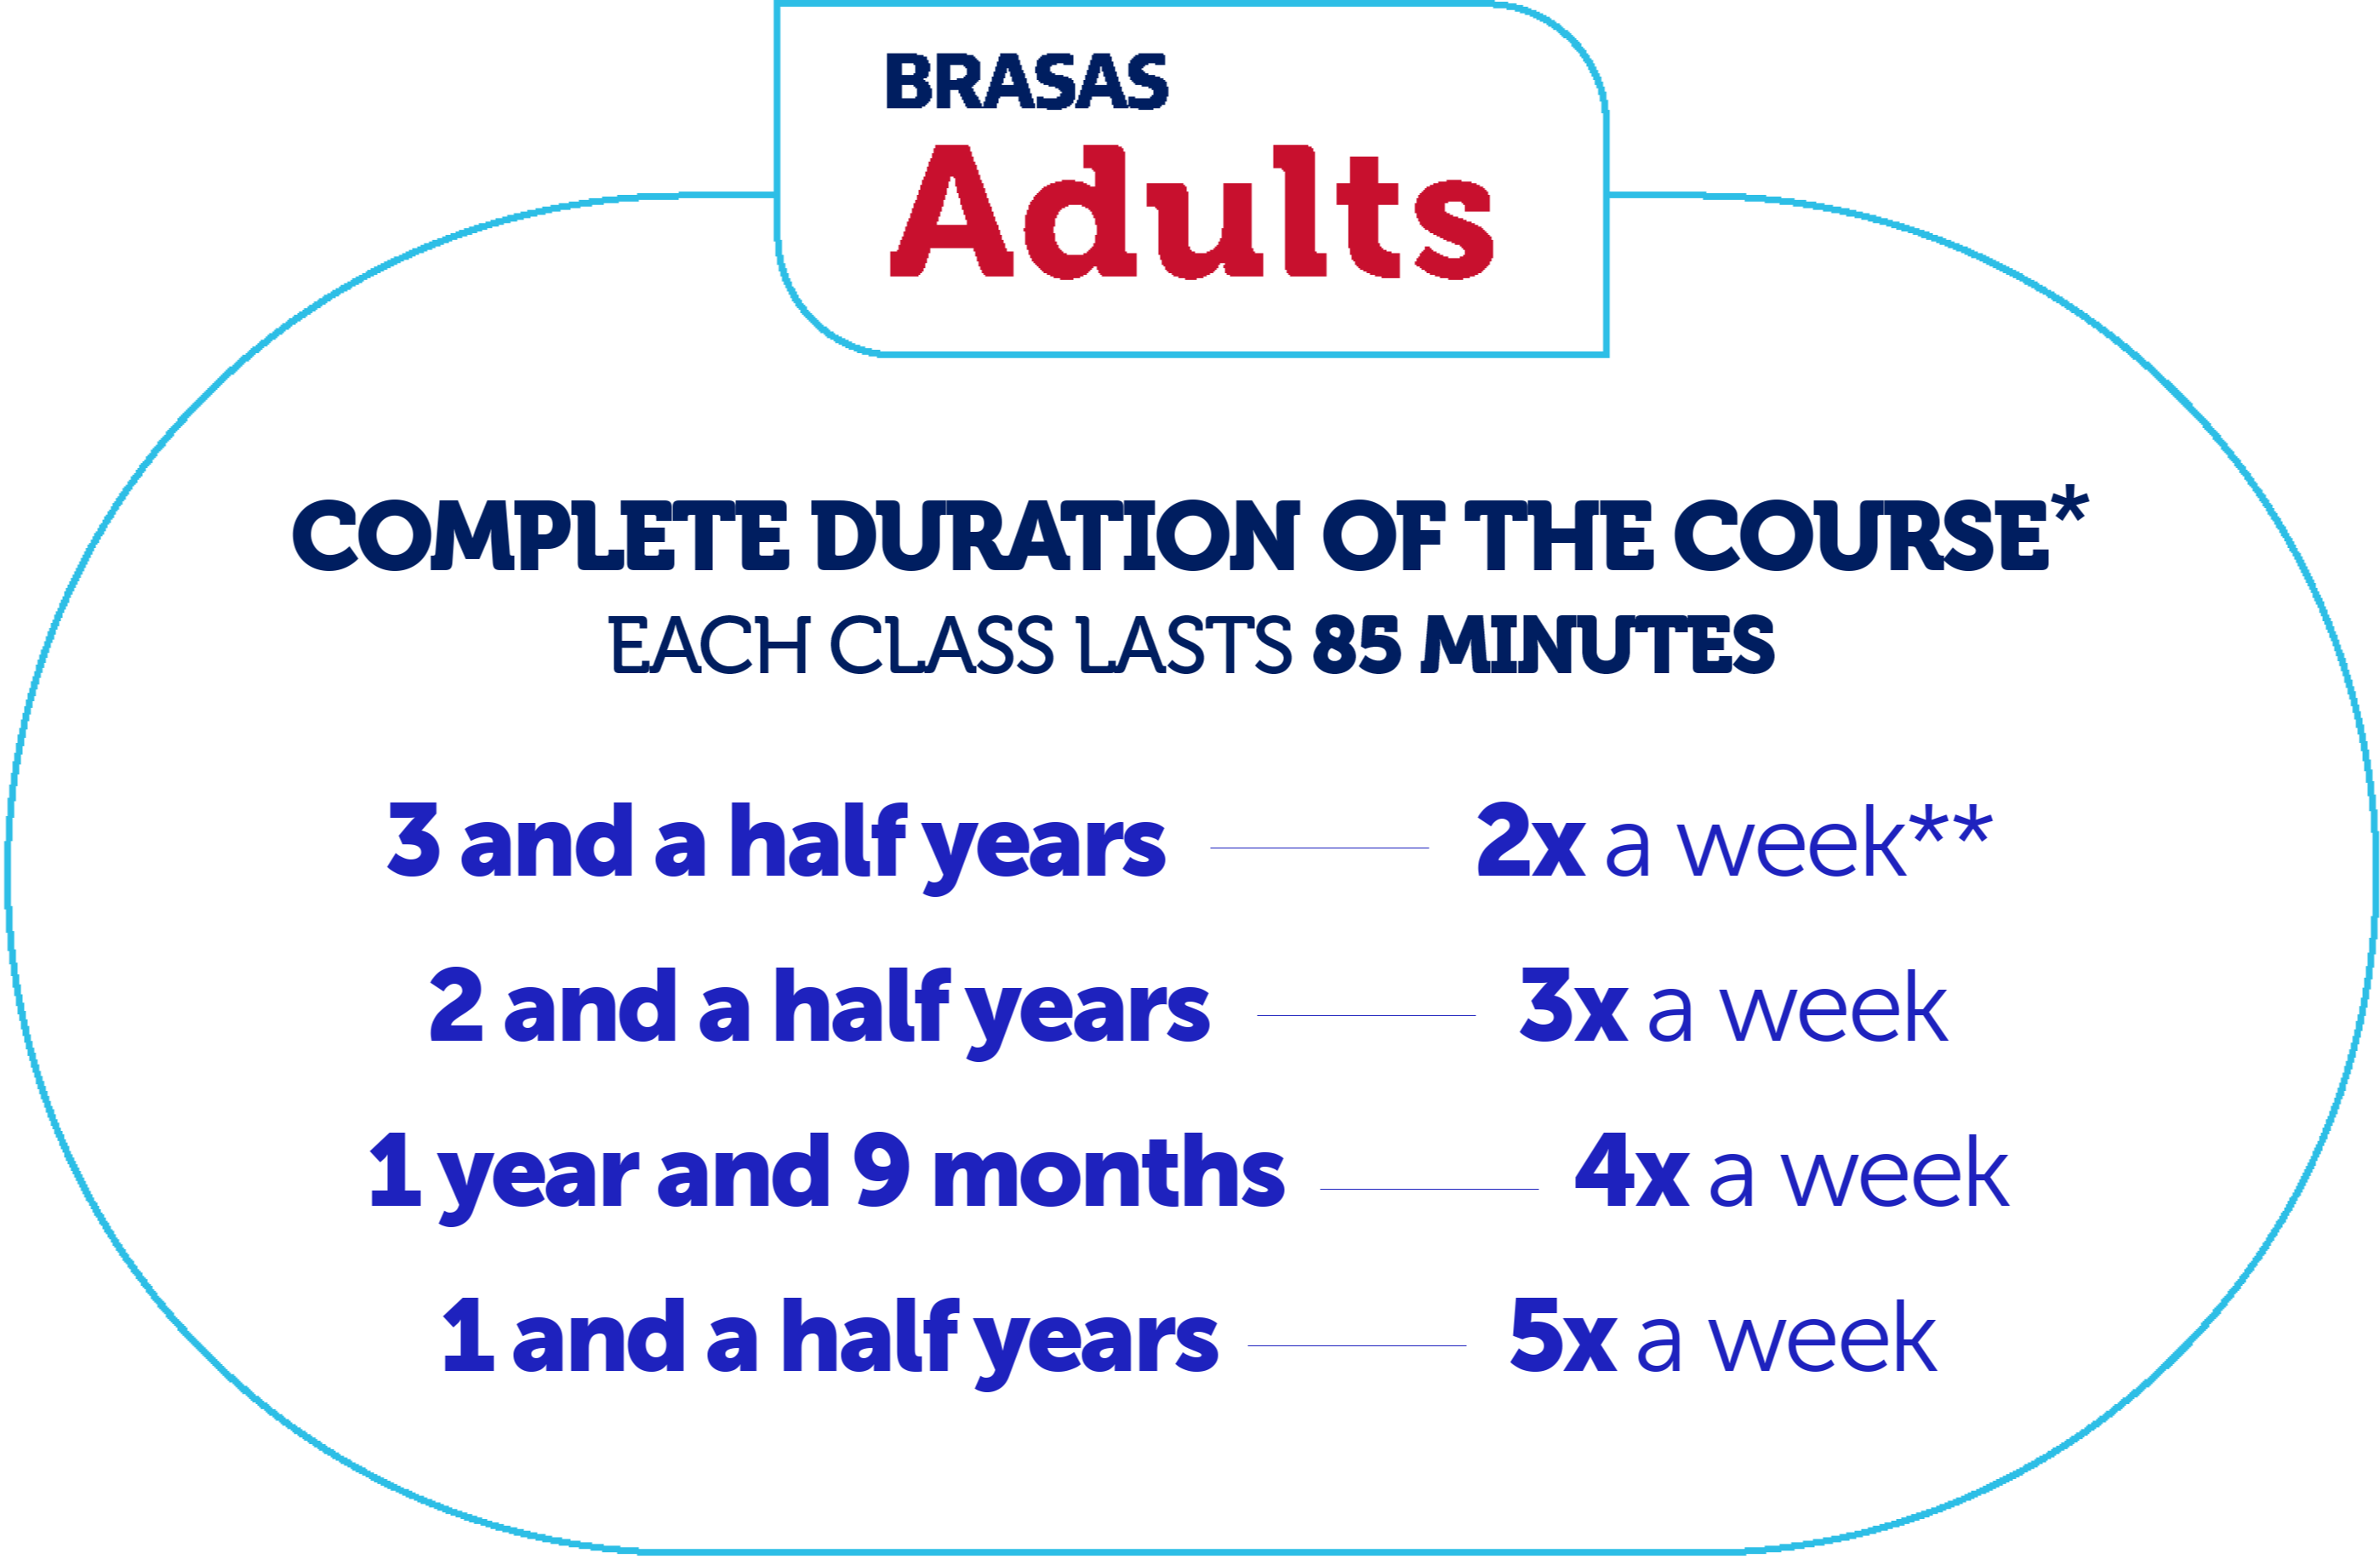 BRASAS
Adults
COMPLETE DURATION OF THE COURSE*
EACH CLASS LASTS 85 MINUTES
3 and a half years 2x a week**
2 and a half years 3x a week
1 year and 9 months 4x a week
1 and a half years 5x a week